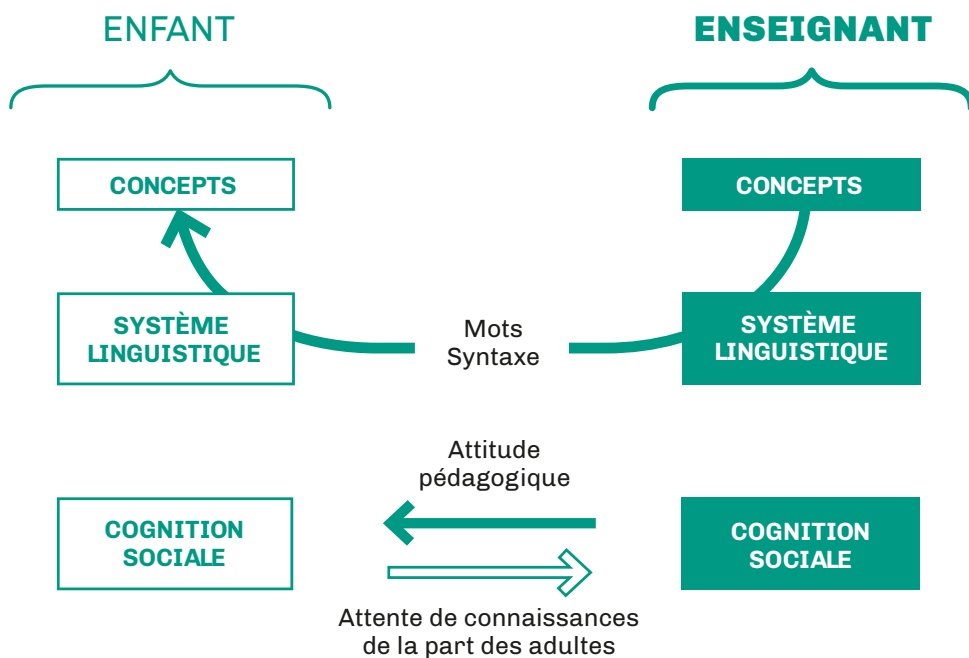 ENFANT
ENSEIGNANT
CONCEPTS
CONCEPTS
SYSTÈME
LINGUISTIQUE
Mots
Syntaxe
SYSTÈME
LINGUISTIQUE
Attitude
pédagogique
COGNITION
SOCIALE
COGNITION
SOCIALE
Attente de connaissances
de la part des adultes